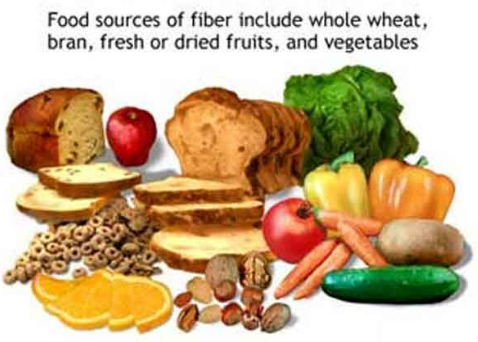 Food sources of fiber include whole wheat,
bran, fresh or dried fruits, and vegetables